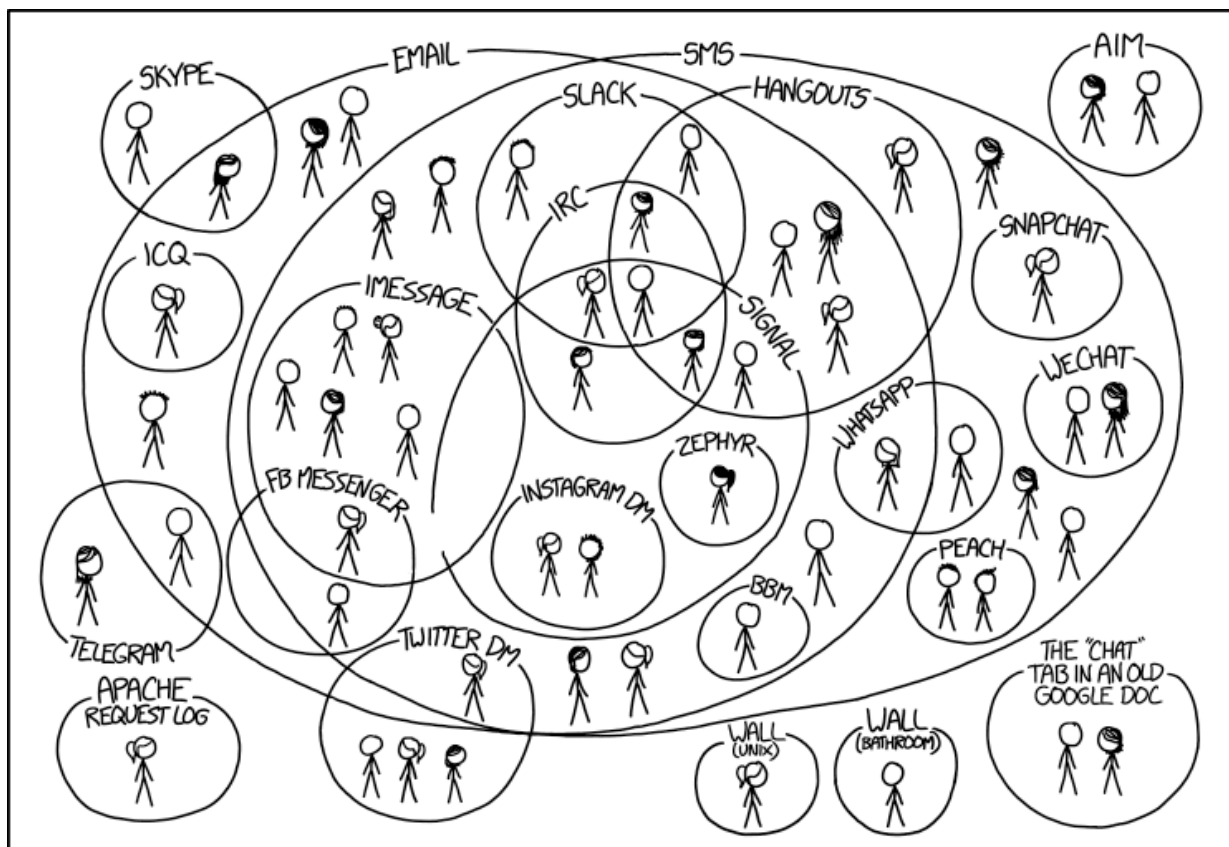 AIM
SKYPE
EMAIL
SMS
SLACK
HANGOUTS
IRC
SNAPCHAT
ICQ
IMESSAGE
SIGNAL
WECHAT
WHATSAPP
ZEPHYR
FB MESSENGER
INSTAGRAM DM
PEACH
BBM
TELEGRAM
TWITTER DM
THE "CHAT"
TAB IN AN OLD
GOOGLE DOC
APACHE
REQUEST LOG
WALL
(UNIX)
WALL
(BATHROOM)